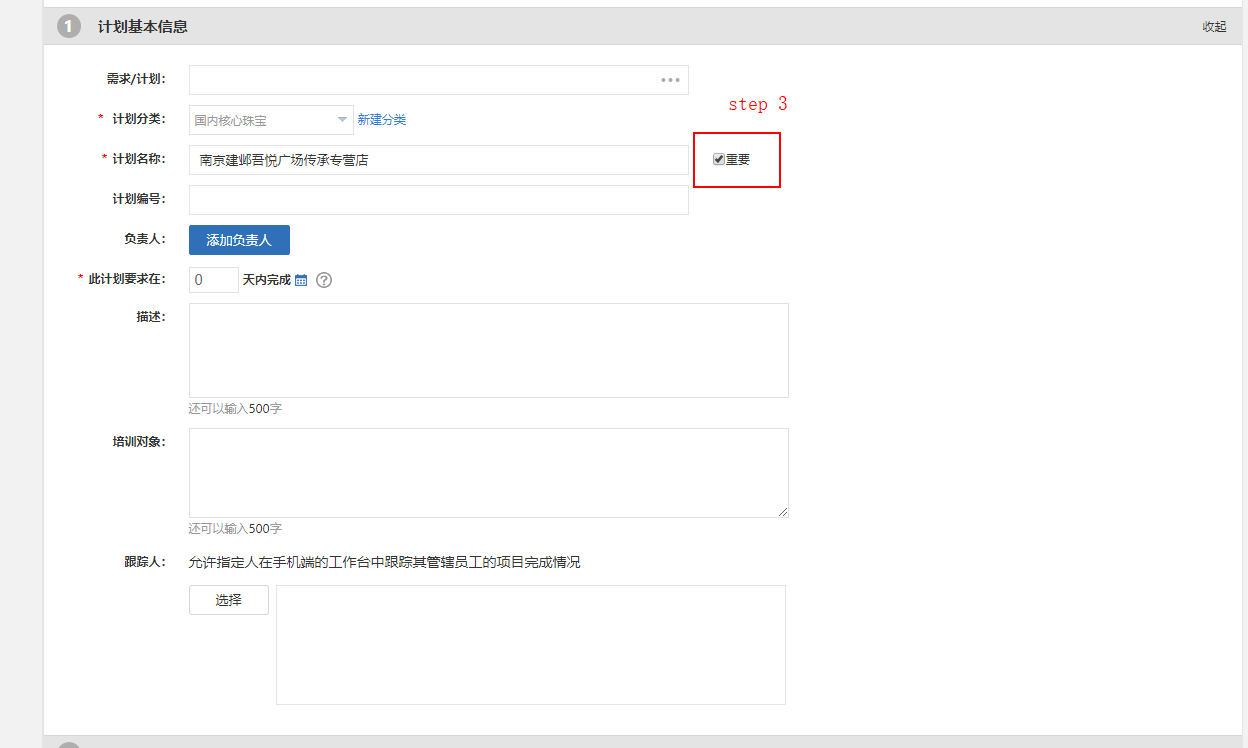 1 计划基本信息 收起
需求/计划：
step 3
* 计划分类： 国内核心珠宝 新建分类
* 计划名称： 南京建邺吾悦广场传承专营店 重要
计划编号：
负责人： 添加负责人
* 此计划要求在： 0 天内完成 ?
描述：
还可以输入500字
培训对象：
还可以输入500字
跟踪人： 允许指定人在手机端的工作台中跟踪其管辖员工的项目完成情况
选择